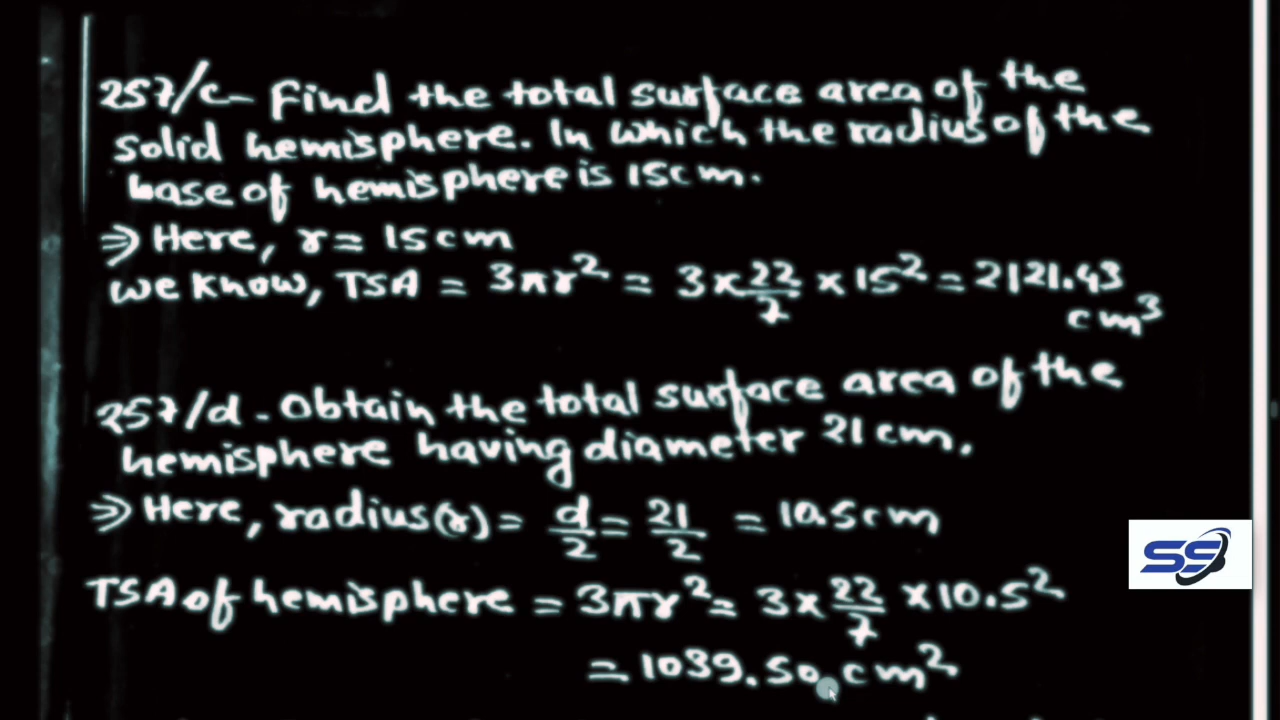 257/c- Find the total surface area of the
solid hemisphere. In which the radius of the
base of hemisphere is 15cm.
⇒ Here, r = 15cm
we know, TSA = 3πr² = 3 x 22/7 x 15² = 2121.43
cm³
257/d - Obtain the total surface area of the
hemisphere having diameter 21 cm.
⇒ Here, radius(r) = d/2 = 21/2 = 10.5cm
TSA of hemisphere = 3πr² = 3 x 22/7 x 10.5²
= 1039.50 cm²
SS